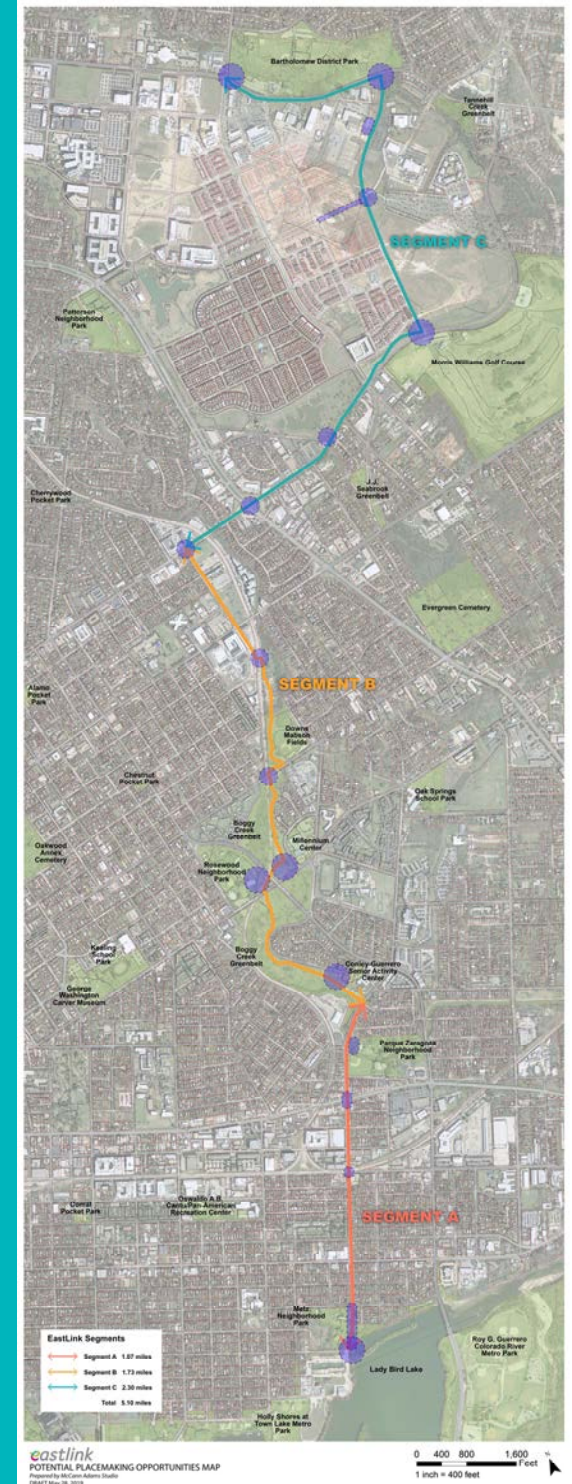 Bartholomew District Park
Tannehill
Creek
Greenbelt
SEGMENT C
Patterson
Neighborhood
Park
Morris Williams Golf Course
Cherrywood
Pocket Park
J.J.
Seabrook
Greenbelt
Evergreen Cemetery
SEGMENT B
Alamo
Pocket
Park
Downs
Mabson
Fields
Chestnut
Pocket Park
Oak Springs
School Park
Boggy
Creek
Greenbelt
Millennium
Center
Oakwood
Annex
Cemetery
Rosewood
Neighborhood
Park
Kealing
School
Park
Boggy
Creek
Greenbelt
Conley-Guerrero
Senior Activity
Center
George
Washington
Carver Museum
Parque Zaragoza
Neighborhood
Park
Comal
Pocket Park
Oswaldo A.B.
Cantu/Pan-American
Recreation Center
SEGMENT A
Metz
Neighborhood
Park
EastLink Segments
Segment A 1.07 miles
Segment B 1.73 miles
Segment C 2.30 miles
Total 5.10 miles
Roy G. Guerrero
Colorado River
Metro Park
Lady Bird Lake
Holly Shores at
Town Lake Metro
Park
eastlink
POTENTIAL PLACEMAKING OPPORTUNITIES MAP
Prepared by McCann Adams Studio
DRAFT May 28, 2019
0 400 800 1,600
Feet
1 inch = 400 feet